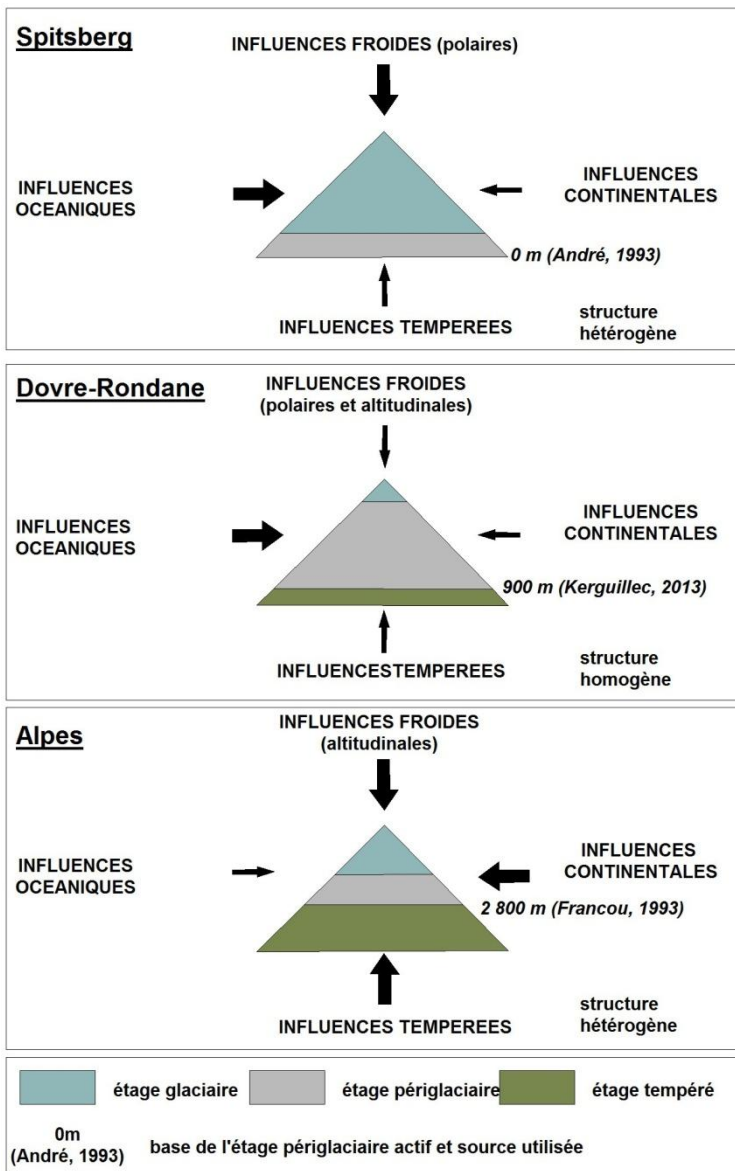 Spitsberg
INFLUENCES FROIDES (polaires)
INFLUENCES
OCEANIQUES
INFLUENCES
CONTINENTALES
0 m (André, 1993)
INFLUENCES TEMPEREES
structure
hétérogène
Dovre-Rondane
INFLUENCES FROIDES
(polaires et altitudinales)
INFLUENCES
OCEANIQUES
INFLUENCES
CONTINENTALES
900 m (Kerguillec, 2013)
INFLUENCESTEMPEREES
structure
homogène
Alpes
INFLUENCES FROIDES
(altitudinales)
INFLUENCES
OCEANIQUES
INFLUENCES
CONTINENTALES
2 800 m (Francou, 1993)
INFLUENCES TEMPEREES
structure
hétérogène
étage glaciaire
étage périglaciaire
étage tempéré
0m
(André, 1993)
base de l'étage périglaciaire actif et source utilisée